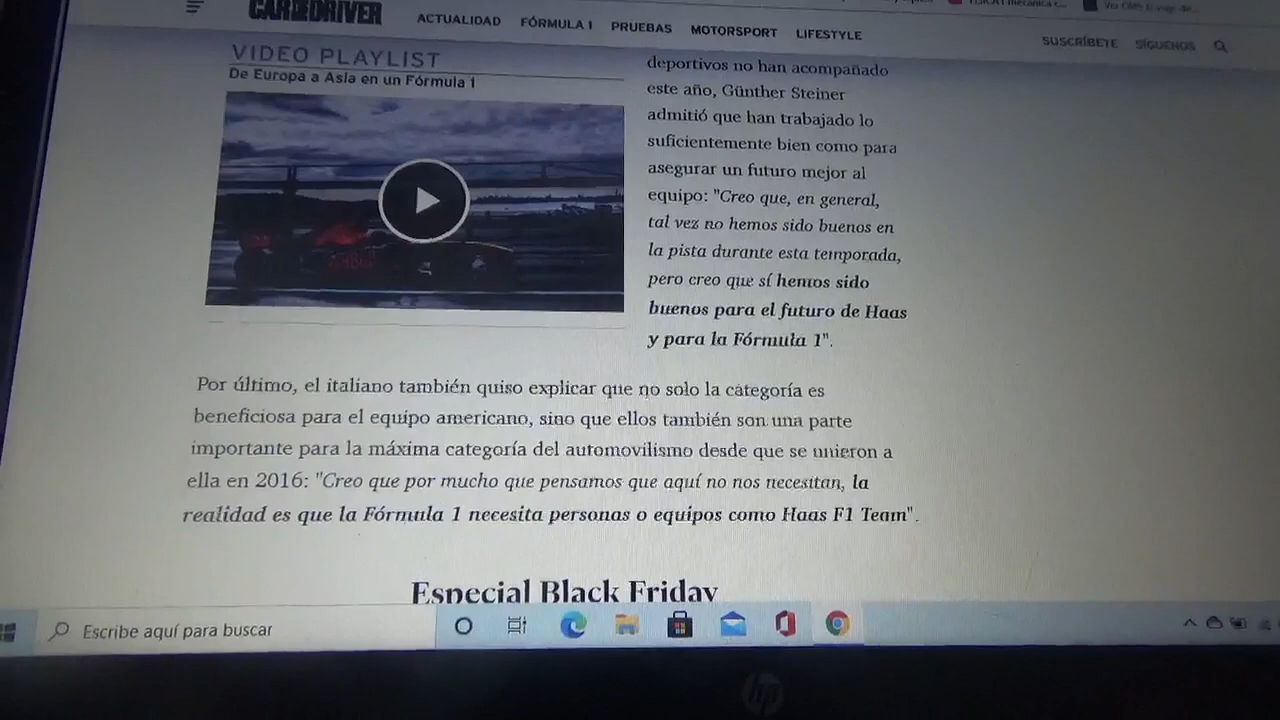 CAR AND DRIVER
ACTUALIDAD FÓRMULA 1 PRUEBAS MOTORSPORT LIFESTYLE
SUSCRÍBETE SÍGUENOS
VIDEO PLAYLIST
De Europa a Asia en un Fórmula 1
deportivos no han acompañado
este año, Günther Steiner
admitió que han trabajado lo
suficientemente bien como para
asegurar un futuro mejor al
equipo: "Creo que, en general,
tal vez no hemos sido buenos en
la pista durante esta temporada,
pero creo que sí hemos sido
buenos para el futuro de Haas
y para la Fórmula 1".
Por último, el italiano también quiso explicar que no solo la categoría es
beneficiosa para el equipo americano, sino que ellos también son una parte
importante para la máxima categoría del automovilismo desde que se unieron a
ella en 2016: "Creo que por mucho que pensamos que aquí no nos necesitan, la
realidad es que la Fórmula 1 necesita personas o equipos como Haas F1 Team".
Especial Black Friday
Escribe aquí para buscar
hp